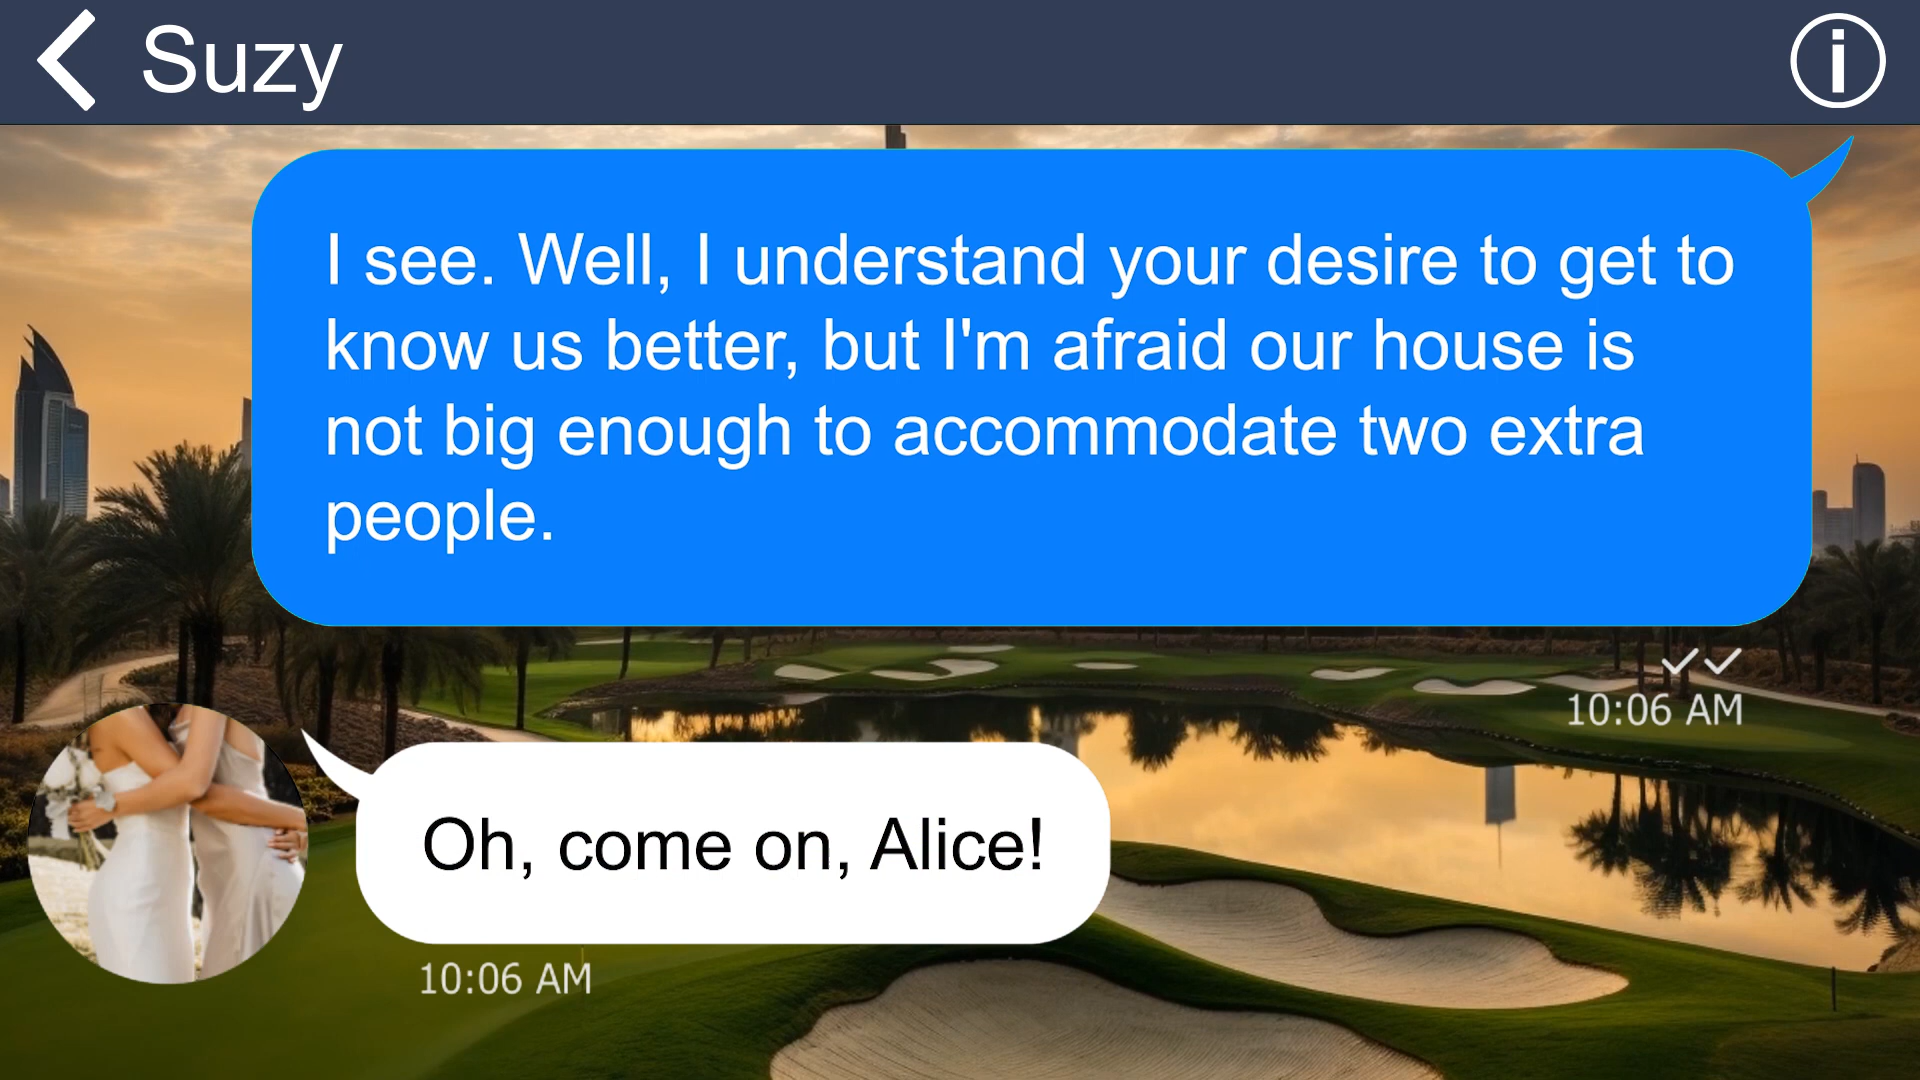 Suzy
I see. Well, I understand your desire to get to
know us better, but I'm afraid our house is
not big enough to accommodate two extra
people.
10:06 AM
Oh, come on, Alice!
10:06 AM